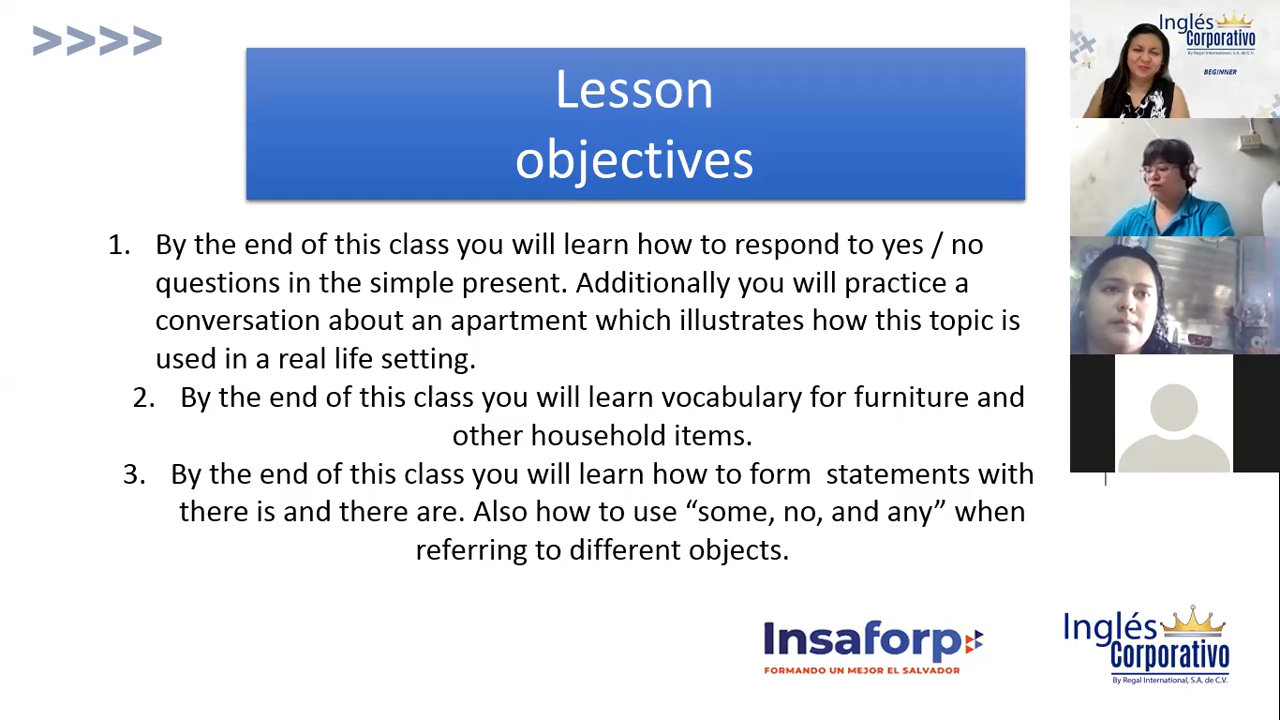 >>>>
Lesson
objectives
1. By the end of this class you will learn how to respond to yes / no
questions in the simple present. Additionally you will practice a
conversation about an apartment which illustrates how this topic is
used in a real life setting.
2. By the end of this class you will learn vocabulary for furniture and
other household items.
3. By the end of this class you will learn how to form  statements with
there is and there are. Also how to use “some, no, and any” when
referring to different objects.
Inglés
Corporativo
By Regal International, S.A. de C.V.
BEGINNER
Insaforp
FORMANDO UN MEJOR EL SALVADOR
Inglés
Corporativo
By Regal International, S.A. de C.V.